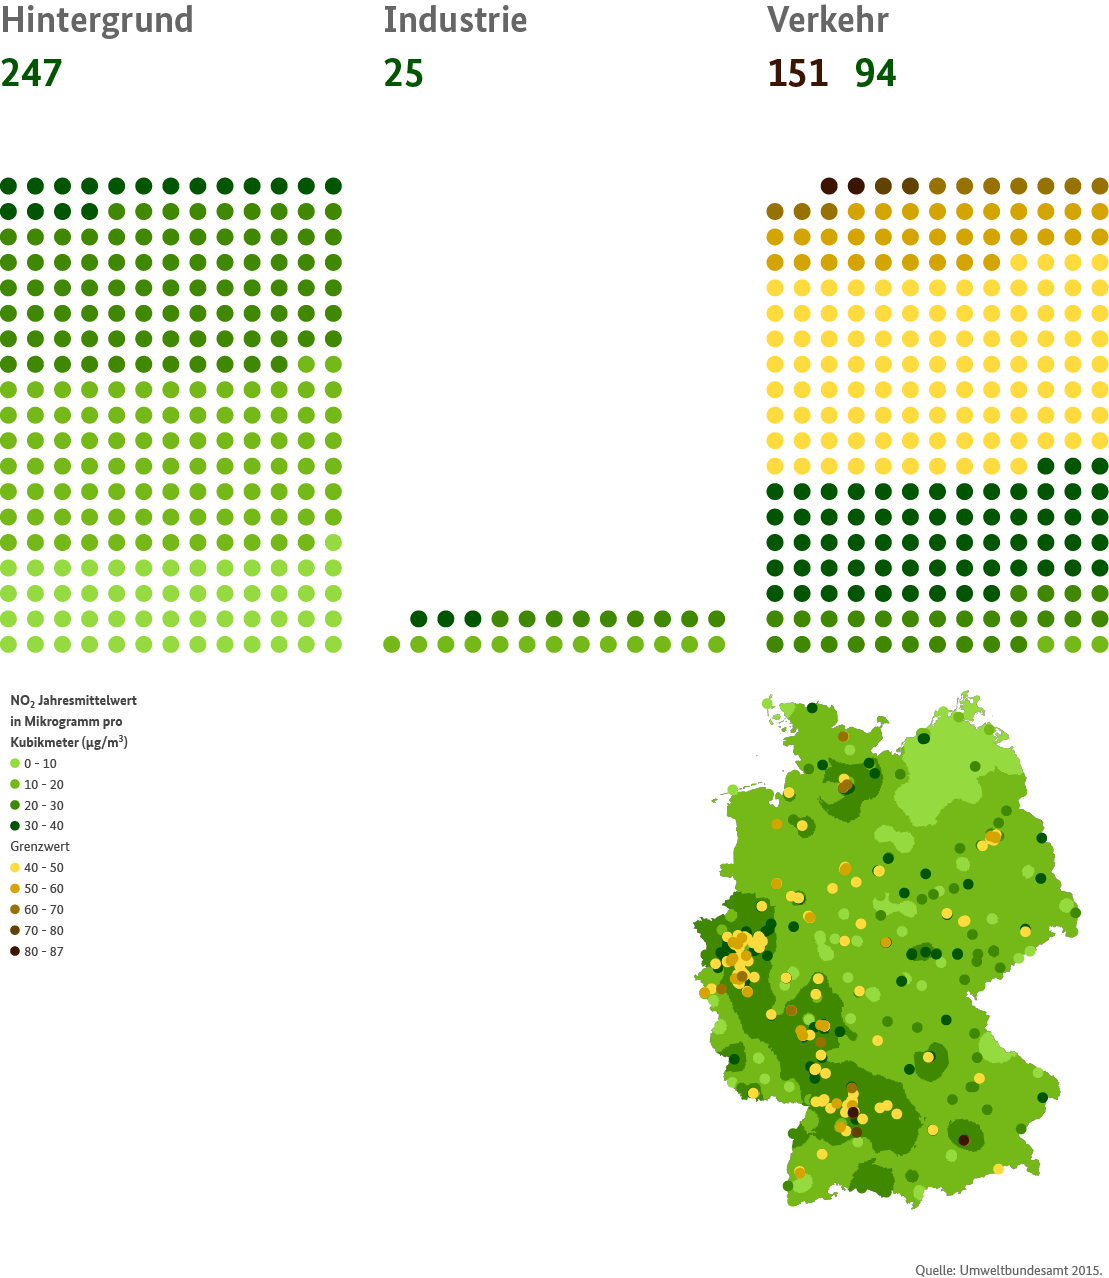 Hintergrund
247
Industrie
25
Verkehr
151 94
NO₂ Jahresmittelwert
in Mikrogramm pro
Kubikmeter (µg/m³)
0 - 10
10 - 20
20 - 30
30 - 40
Grenzwert
40 - 50
50 - 60
60 - 70
70 - 80
80 - 87
Quelle: Umweltbundesamt 2015.